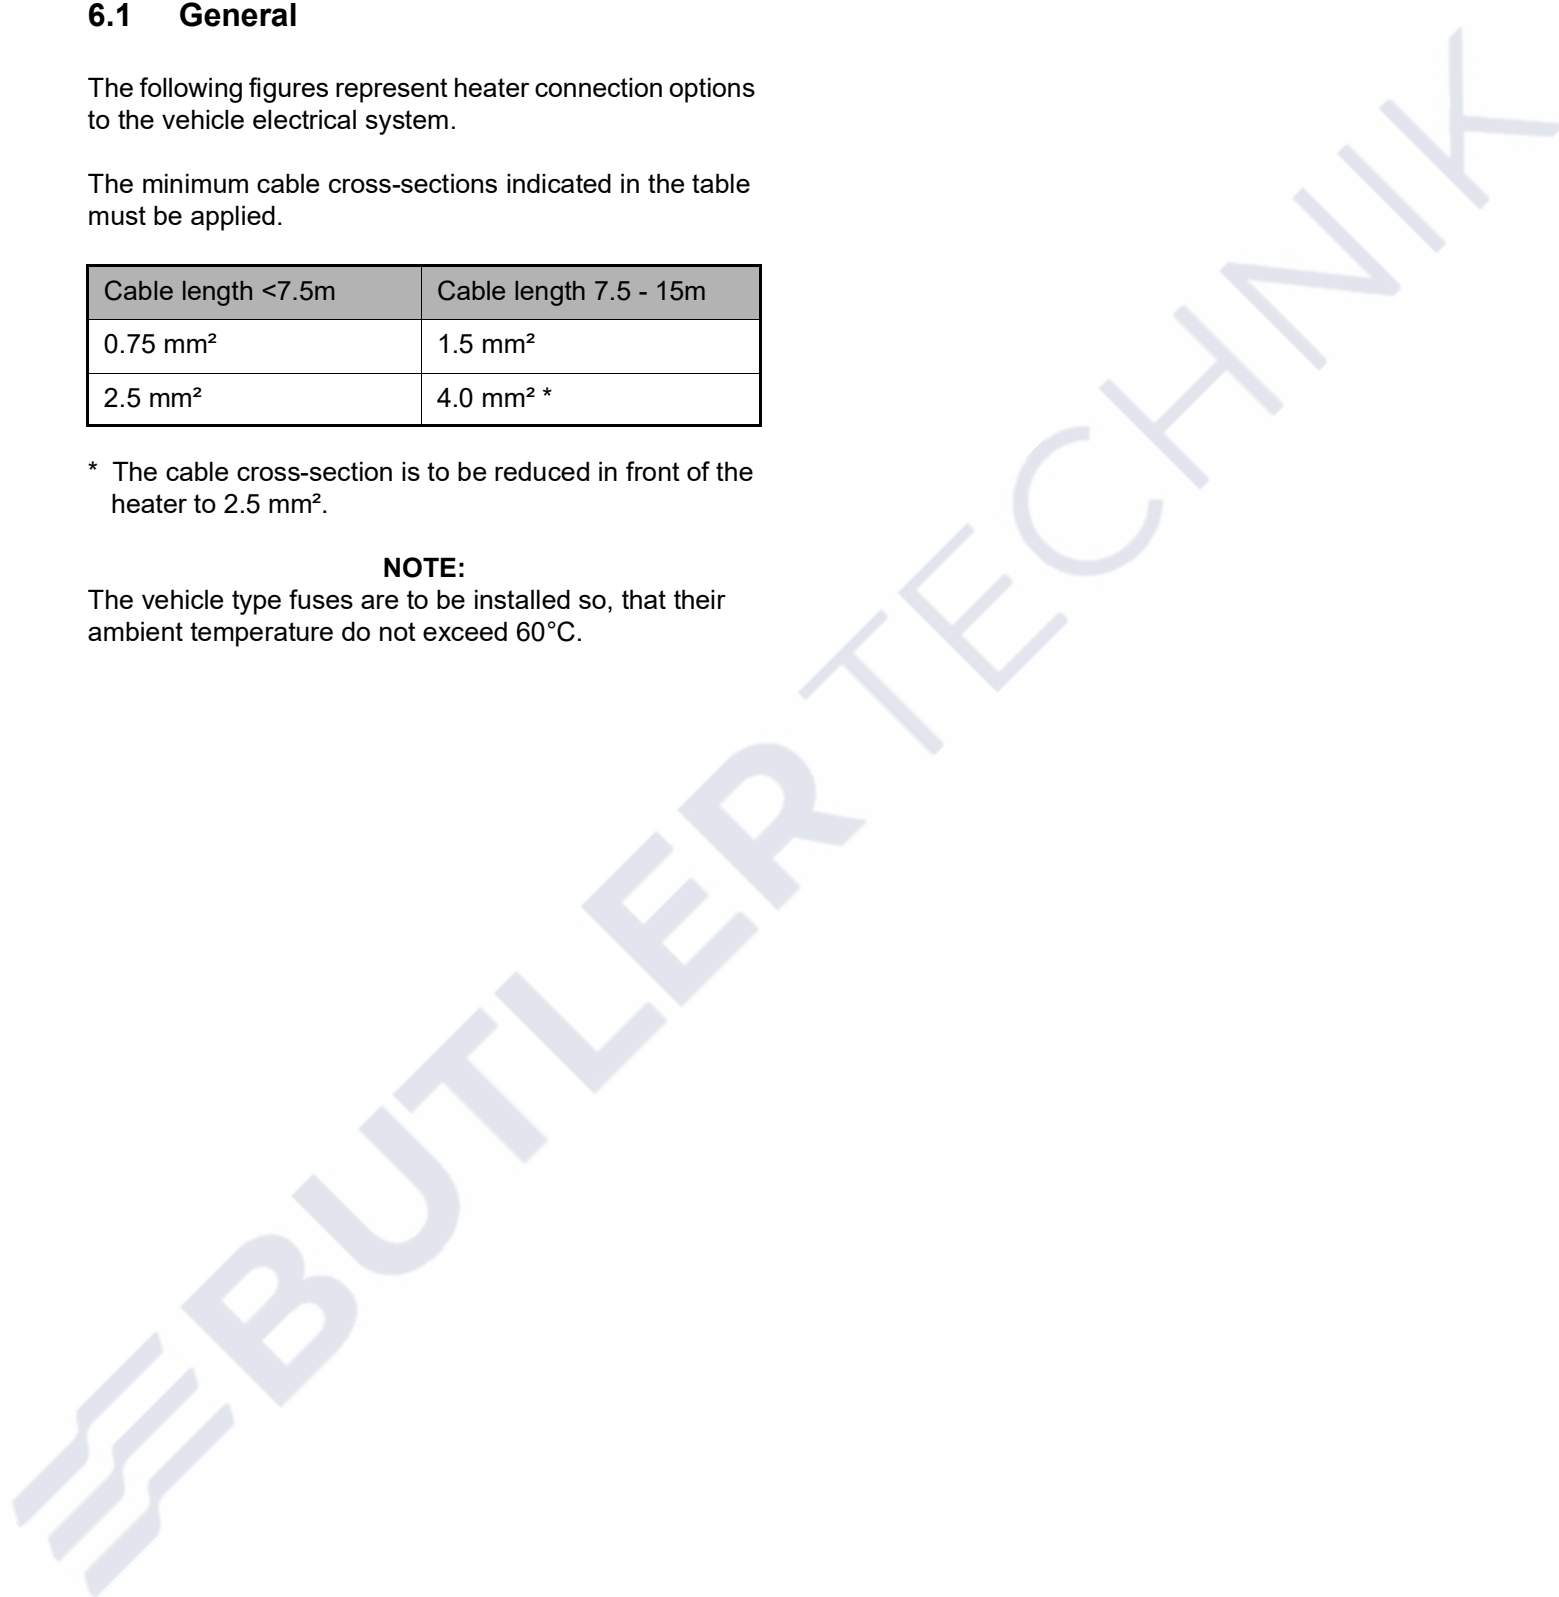 6.1 General
The following figures represent heater connection options
to the vehicle electrical system.
The minimum cable cross-sections indicated in the table
must be applied.
Cable length <7.5m Cable length 7.5 - 15m
0.75 mm² 1.5 mm²
2.5 mm² 4.0 mm² *
* The cable cross-section is to be reduced in front of the
heater to 2.5 mm².
NOTE:
The vehicle type fuses are to be installed so, that their
ambient temperature do not exceed 60°C.
BUTLER TECHNIK